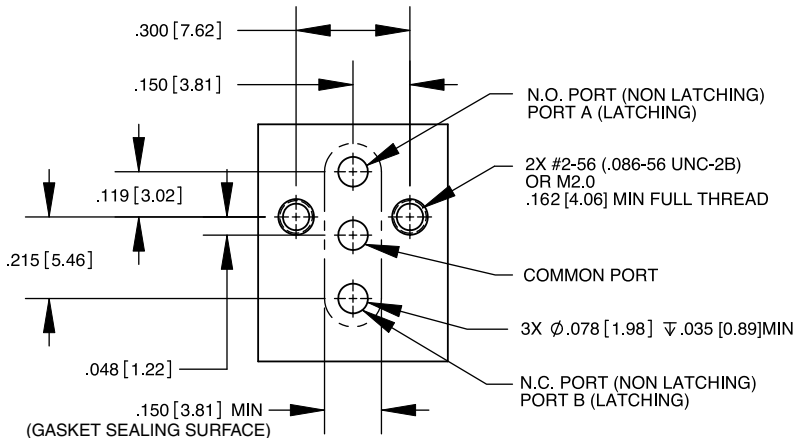 .300 [7.62]
.150 [3.81]
N.O. PORT (NON LATCHING)
PORT A (LATCHING)
2X #2-56 (.086-56 UNC-2B)
OR M2.0
.162 [4.06] MIN FULL THREAD
.119 [3.02]
.215 [5.46]
COMMON PORT
3X Ø.078 [1.98] ↧.035 [0.89]MIN
.048 [1.22]
N.C. PORT (NON LATCHING)
PORT B (LATCHING)
.150 [3.81] MIN
(GASKET SEALING SURFACE)